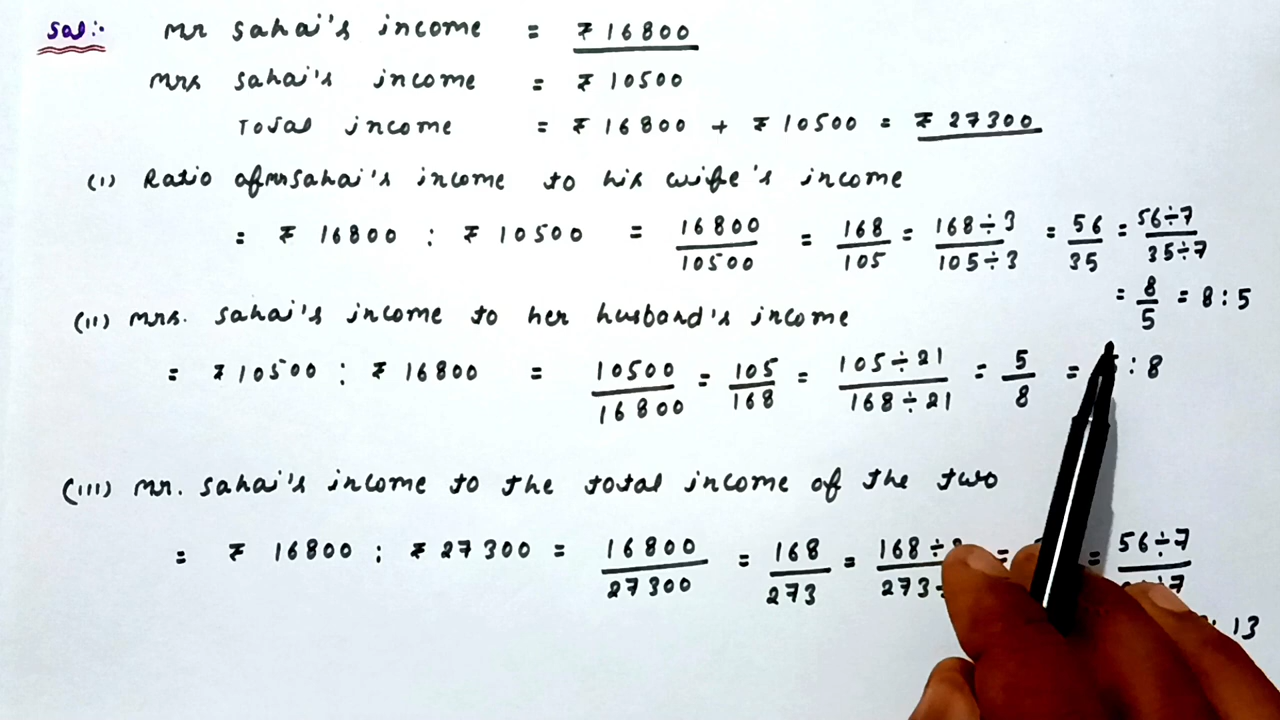 Sol:- Mr Sahai's income = ₹ 16800
Mrs Sahai's income = ₹ 10500
Total income = ₹ 16800 + ₹ 10500 = ₹ 27300
(i) Ratio of Mr Sahai's income to his wife's income
= ₹ 16800 : ₹ 10500 = 16800/10500 = 168/105 = 168÷3/105÷3 = 56/35 = 56÷7/35÷7
= 8/5 = 8:5
(ii) Mrs. Sahai's income to her husband's income
= ₹ 10500 : ₹ 16800 = 10500/16800 = 105/168 = 105÷21/168÷21 = 5/8 = : 8
(iii) Mr. Sahai's income to the total income of the two
= ₹ 16800 : ₹ 27300 = 16800/27300 = 168/273 = 168÷/273 = = 56÷7/÷7
: 13